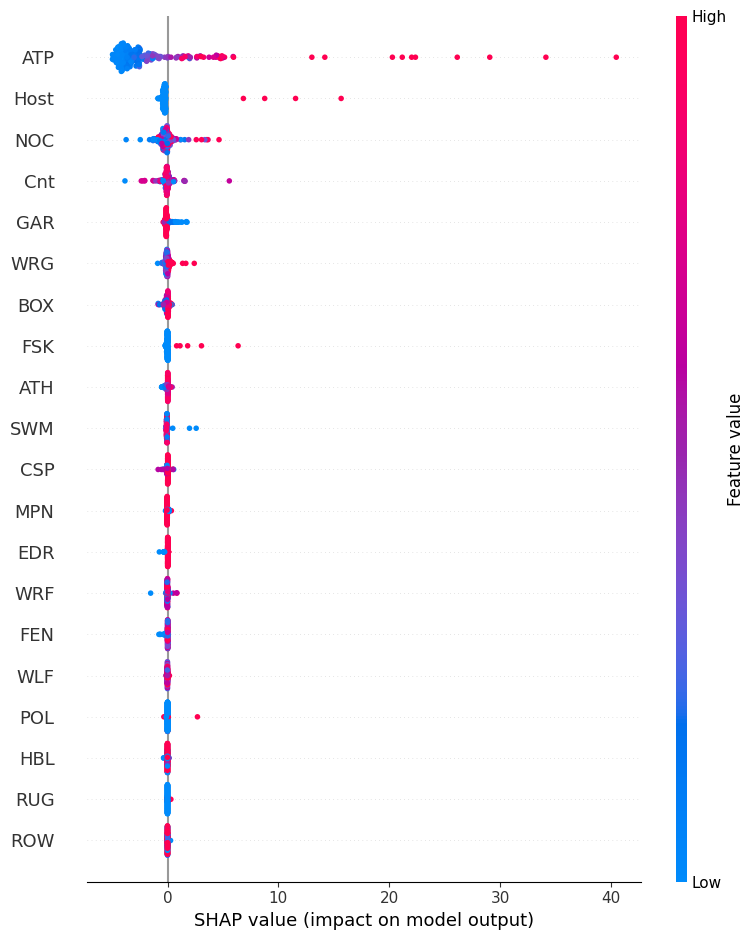 High
ATP
Host
NOC
Cnt
GAR
WRG
BOX
FSK
ATH
SWM
CSP
MPN
EDR
WRF
FEN
WLF
POL
HBL
RUG
ROW
Low
0 10 20 30 40
SHAP value (impact on model output)
Feature value